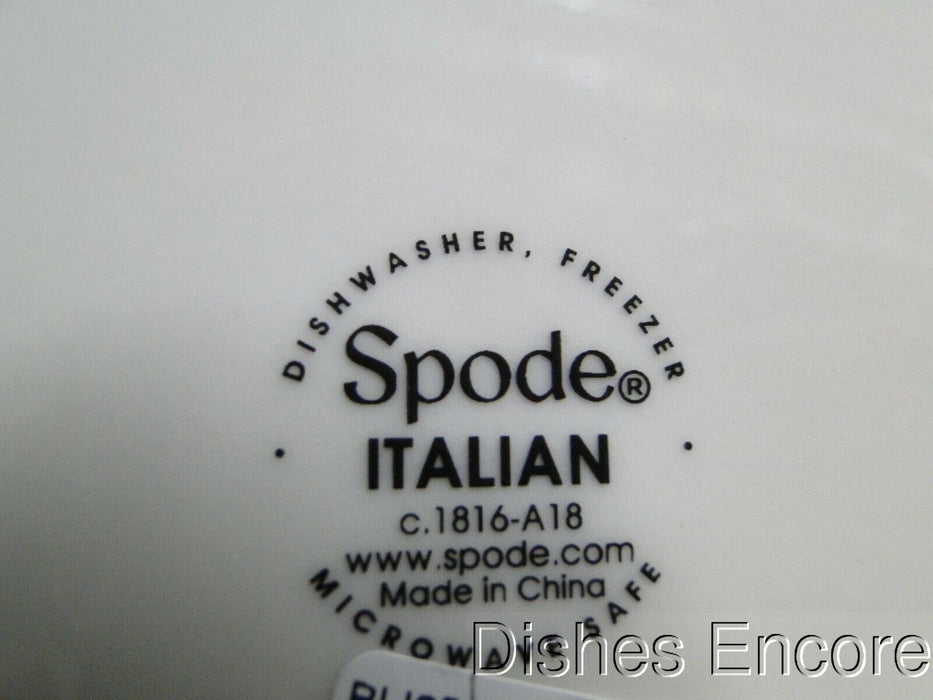 DISHWASHER, FREEZER
Spode®
ITALIAN
c.1816-A18
www.spode.com
Made in China
MICROWAVE SAFE
Dishes Encore